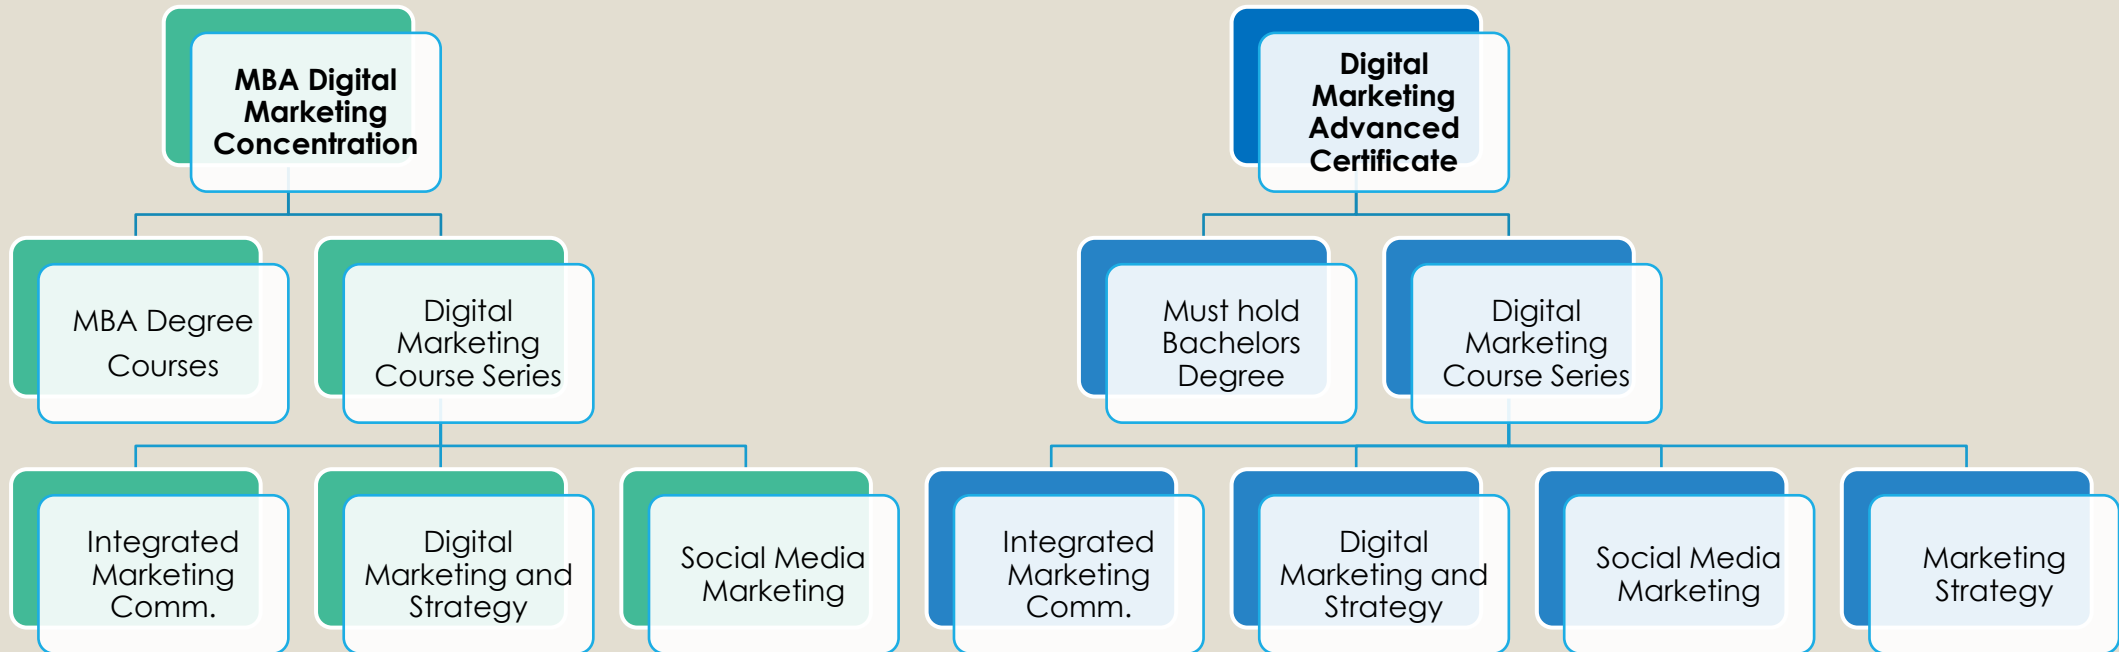 MBA Digital
Marketing
Concentration
Digital
Marketing
Advanced
Certificate
MBA Degree
Courses
Digital
Marketing
Course Series
Must hold
Bachelors
Degree
Digital
Marketing
Course Series
Integrated
Marketing
Comm.
Digital
Marketing and
Strategy
Social Media
Marketing
Integrated
Marketing
Comm.
Digital
Marketing and
Strategy
Social Media
Marketing
Marketing
Strategy